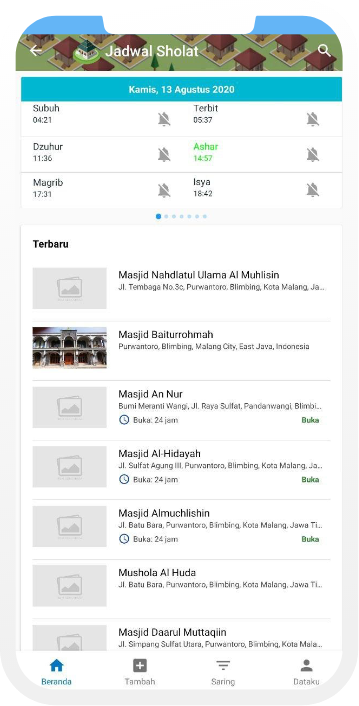 Jadwal Sholat
Kamis, 13 Agustus 2020
Subuh
04:21
Terbit
05:37
Dzuhur
11:36
Ashar
14:57
Magrib
17:31
Isya
18:42
Terbaru
Masjid Nahdlatul Ulama Al Muhlisin
Jl. Tembaga No.3c, Purwantoro, Blimbing, Kota Malang, Ja...
Masjid Baiturrohmah
Purwantoro, Blimbing, Malang City, East Java, Indonesia
Masjid An Nur
Bumi Meranti Wangi, Jl. Raya Sulfat, Pandanwangi, Blimbi...
Buka: 24 jam
Buka
Masjid Al-Hidayah
Jl. Sulfat Agung III, Purwantoro, Blimbing, Kota Malang, Ja...
Buka: 24 jam
Buka
Masjid Almuchlishin
Jl. Batu Bara, Purwantoro, Blimbing, Kota Malang, Jawa Ti...
Buka: 24 jam
Buka
Mushola Al Huda
Jl. Batu Bara, Purwantoro, Blimbing, Kota Malang, Jawa Ti...
Masjid Daarul Muttaqiin
Jl. Simpang Sulfat Utara, Purwantoro, Blimbing, Kota Mala...
Beranda
Tambah
Saring
Dataku